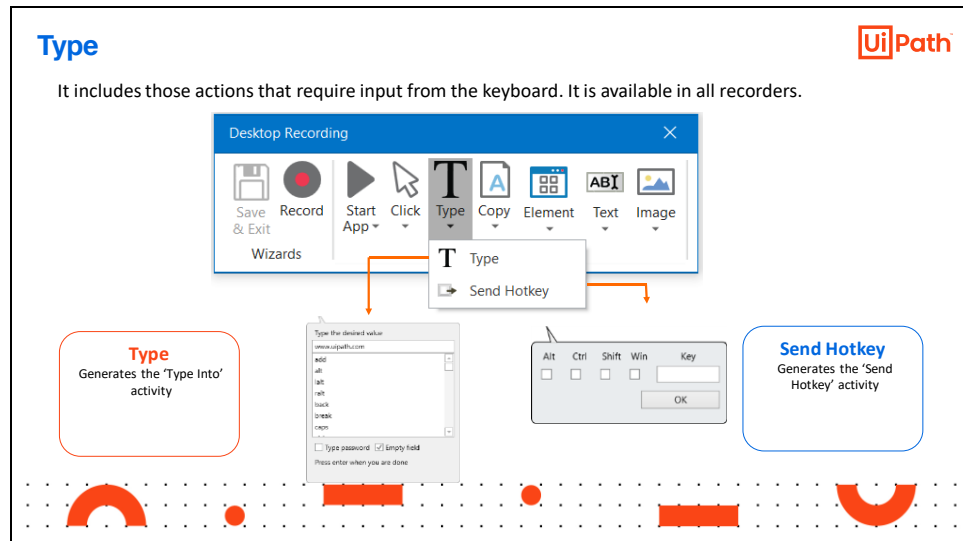 Type
UiPath
It includes those actions that require input from the keyboard. It is available in all recorders.
Desktop Recording
Save & Exit
Record
Start App
Click
Type
Copy
Element
Text
Image
Wizards
Type
Send Hotkey
Type
Generates the ‘Type Into’
activity
Type the desired value
www.uipath.com
add
alt
lalt
ralt
back
break
caps
Type password
Empty field
Press enter when you are done
Alt Ctrl Shift Win Key
OK
Send Hotkey
Generates the ‘Send
Hotkey’ activity